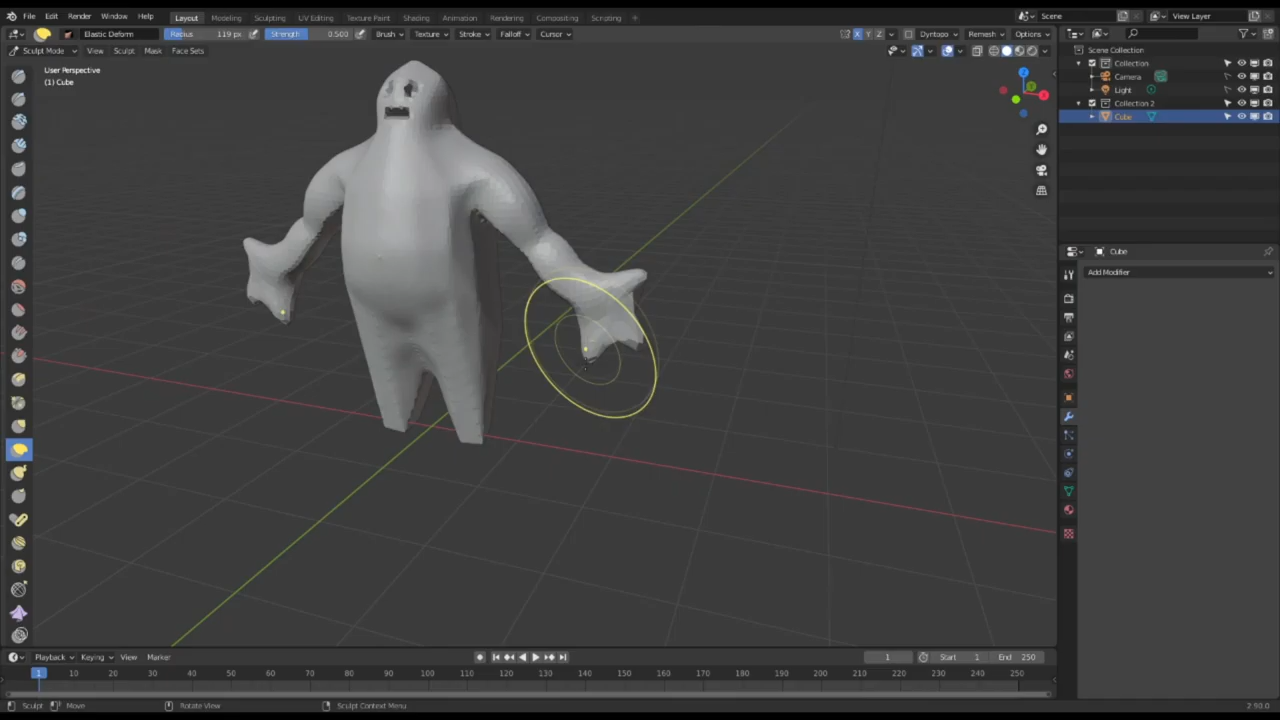 File Edit Render Window Help Layout Modeling Sculpting UV Editing Texture Paint Shading Animation Rendering Compositing Scripting + Scene View Layer
Elastic Deform Radius 119 px Strength 0.500 Brush Texture Stroke Falloff Cursor X Y Z Dyntopo Remesh Options
Sculpt Mode View Sculpt Mask Face Sets
Scene Collection
User Perspective
(1) Cube
Collection
Camera
Light
Collection 2
Cube
Z
X
Cube
Add Modifier
Playback Keying View Marker 1 Start 1 End 250
1 10 20 30 40 50 60 70 80 90 100 110 120 130 140 150 160 170 180 190 200 210 220 230 240 250
Sculpt Move Rotate View Sculpt Context Menu 2.90.0